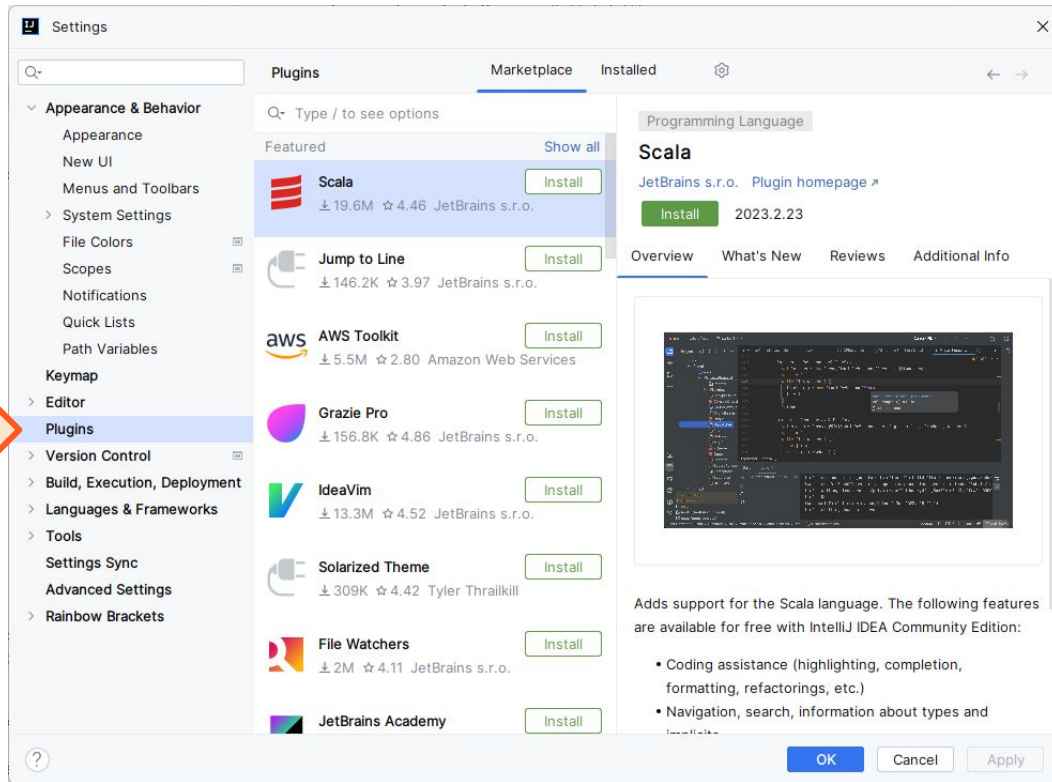 Settings
Plugins
Marketplace
Installed
Appearance & Behavior
Appearance
New UI
Menus and Toolbars
System Settings
File Colors
Scopes
Notifications
Quick Lists
Path Variables
Keymap
Editor
Plugins
Version Control
Build, Execution, Deployment
Languages & Frameworks
Tools
Settings Sync
Advanced Settings
Rainbow Brackets
Type / to see options
Featured Show all
Scala Install
19.6M 4.46 JetBrains s.r.o.
Jump to Line Install
146.2K 3.97 JetBrains s.r.o.
aws
AWS Toolkit Install
5.5M 2.80 Amazon Web Services
Grazie Pro Install
156.8K 4.86 JetBrains s.r.o.
IdeaVim Install
13.3M 4.52 JetBrains s.r.o.
Solarized Theme Install
309K 4.42 Tyler Thrailkill
File Watchers Install
2M 4.11 JetBrains s.r.o.
JetBrains Academy Install
Programming Language
Scala
JetBrains s.r.o. Plugin homepage
Install 2023.2.23
Overview What's New Reviews Additional Info
Adds support for the Scala language. The following features
are available for free with IntelliJ IDEA Community Edition:
• Coding assistance (highlighting, completion,
formatting, refactorings, etc.)
• Navigation, search, information about types and
?
OK Cancel Apply